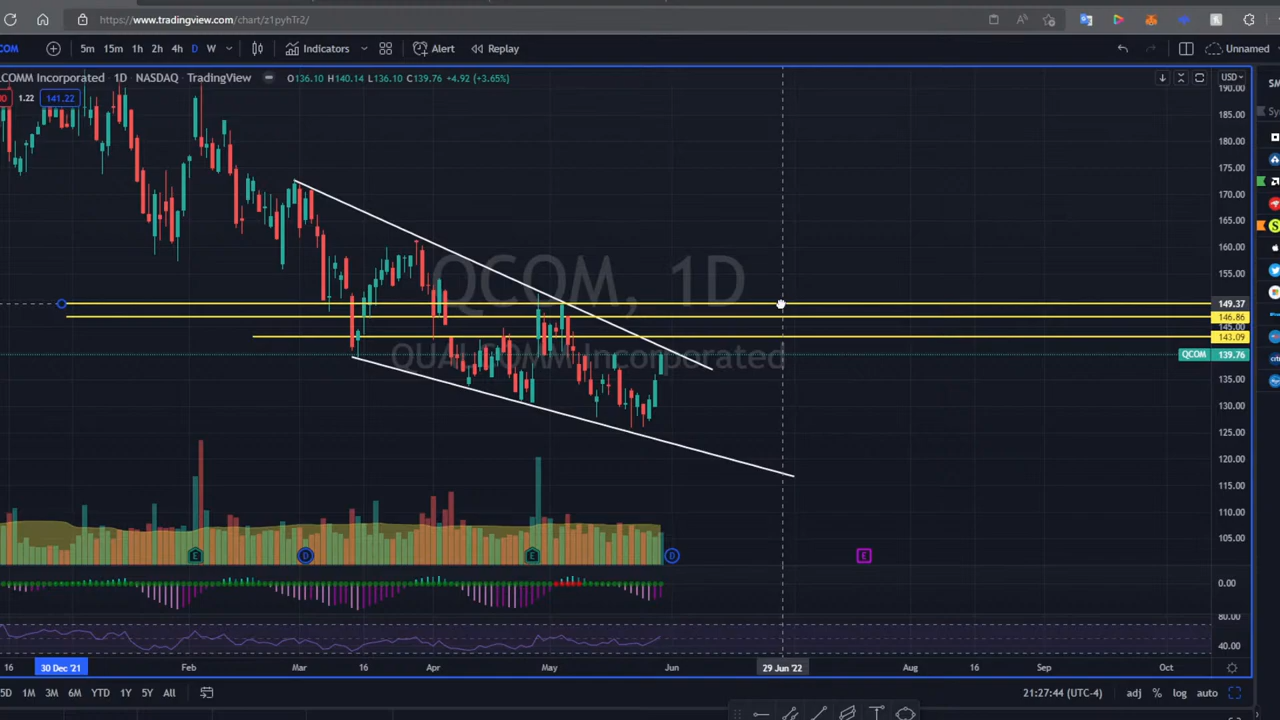 https://www.tradingview.com/chart/z1pyhTr2/
COM 5m 15m 1h 2h 4h D W Indicators Alert Replay Unnamed
LCOMM Incorporated · 1D · NASDAQ · TradingView O136.10 H140.14 L136.10 C139.76 +4.92 (+3.65%) USD
1.22 141.22
190.00
185.00
180.00
175.00
170.00
165.00
160.00
155.00
QCOM, 1D
149.37
146.86
145.00
143.09
QUALCOMM Incorporated
QCOM 139.76
135.00
130.00
125.00
120.00
115.00
110.00
105.00
E D E D E
0.00
80.00
40.00
16 30 Dec '21 Feb Mar 16 Apr May Jun 29 Jun '22 Aug 16 Sep Oct
5D 1M 3M 6M YTD 1Y 5Y All 21:27:44 (UTC-4) adj % log auto